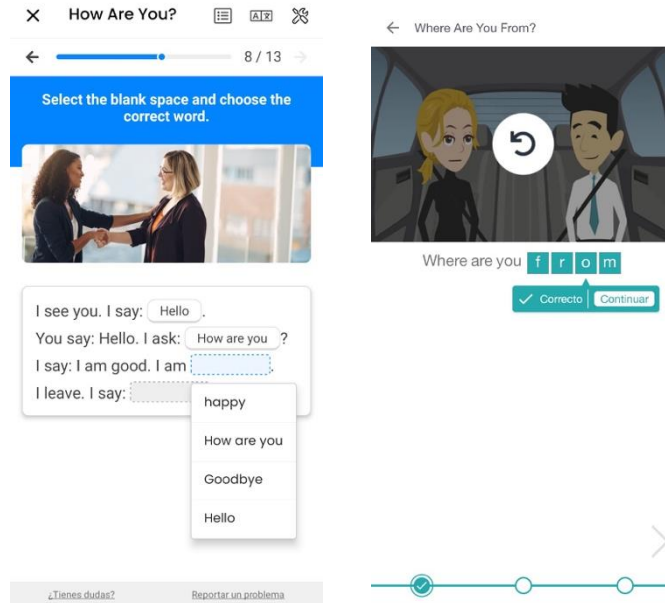 How Are You?
8 / 13
Select the blank space and choose the
correct word.
I see you. I say: Hello .
You say: Hello. I ask: How are you ?
I say: I am good. I am .
I leave. I say:
happy
How are you
Goodbye
Hello
¿Tienes dudas? Reportar un problema
Where Are You From?
Where are you from
Correcto Continuar